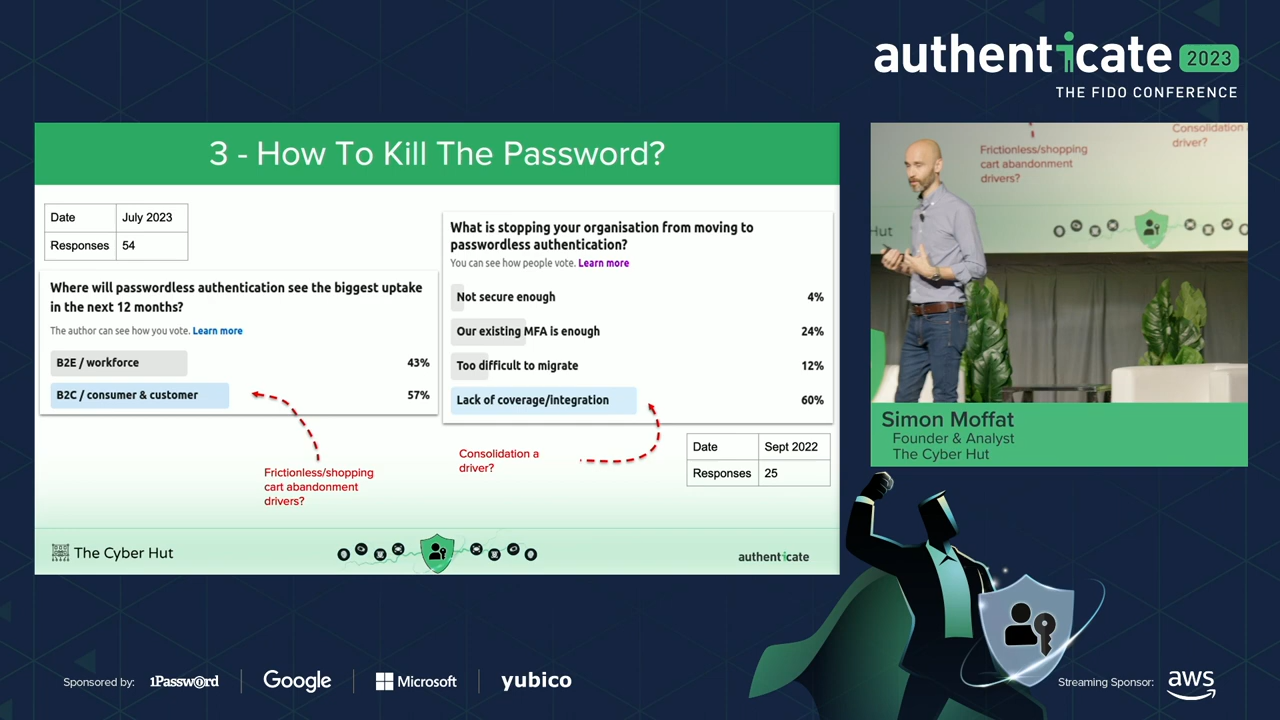 authenticate 2023
THE FIDO CONFERENCE
3 - How To Kill The Password?
Date July 2023
Responses 54
Where will passwordless authentication see the biggest uptake
in the next 12 months?
The author can see how you vote. Learn more
B2E / workforce 43%
B2C / consumer & customer 57%
Frictionless/shopping
cart abandonment
drivers?
What is stopping your organisation from moving to
passwordless authentication?
You can see how people vote. Learn more
Not secure enough 4%
Our existing MFA is enough 24%
Too difficult to migrate 12%
Lack of coverage/integration 60%
Consolidation a
driver?
Date Sept 2022
Responses 25
The Cyber Hut
authenticate
Consolidation
driver?
Frictionless/shopping
cart abandonment
drivers?
Hut
Simon Moffat
Founder & Analyst
The Cyber Hut
Sponsored by: 1Password Google Microsoft yubico
Streaming Sponsor: aws